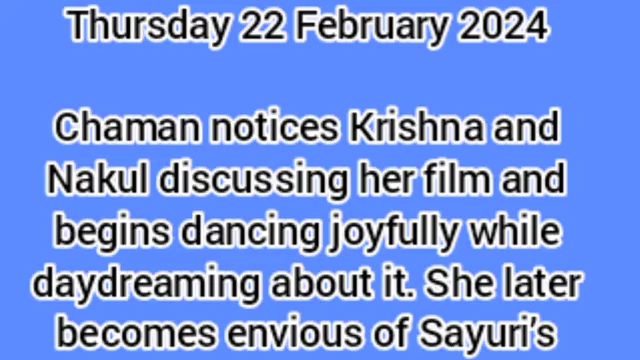 Thursday 22 February 2024
Chaman notices Krishna and
Nakul discussing her film and
begins dancing joyfully while
daydreaming about it. She later
becomes envious of Sayuri’s